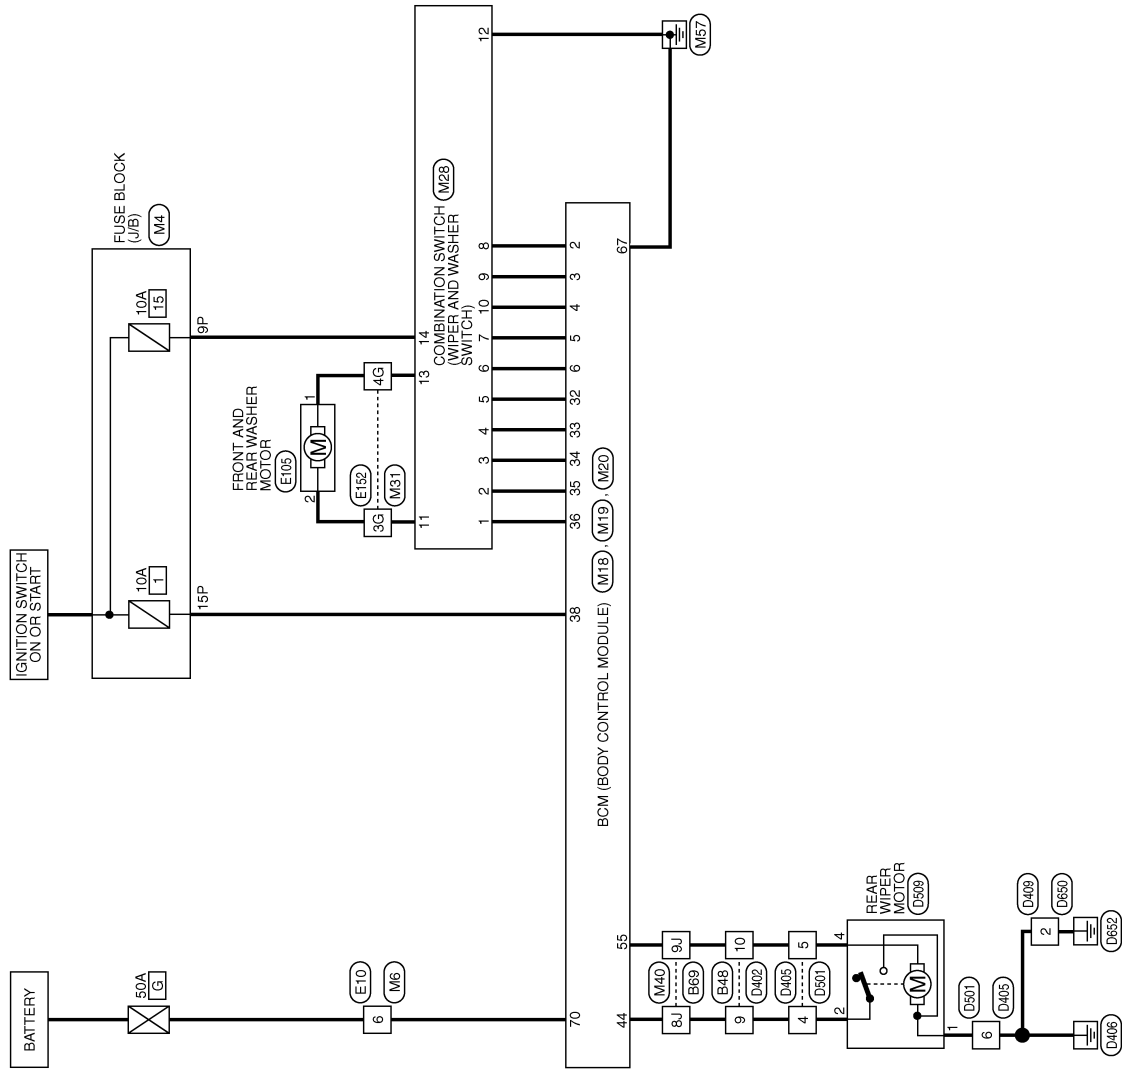 BATTERY
50A
G
E10
6
M6
70
IGNITION SWITCH
ON OR START
FUSE BLOCK
(J/B)
M4
10A
1
10A
15
15P
9P
38
FRONT AND
REAR WASHER
MOTOR
E105
M
2
1
E152
3G
4G
M31
11
13
14
COMBINATION SWITCH
(WIPER AND WASHER
SWITCH)
M28
1
2
3
4
5
6
7
10
9
8
12
36
35
34
33
32
6
5
4
3
2
BCM (BODY CONTROL MODULE)
M18
,
M19
,
M20
44
55
67
M57
M40
8J
9J
B69
B48
9
10
D402
D405
4
5
D501
2
4
REAR
WIPER
MOTOR
D509
M
1
D501
6
D405
D409
2
D650
D406
D652